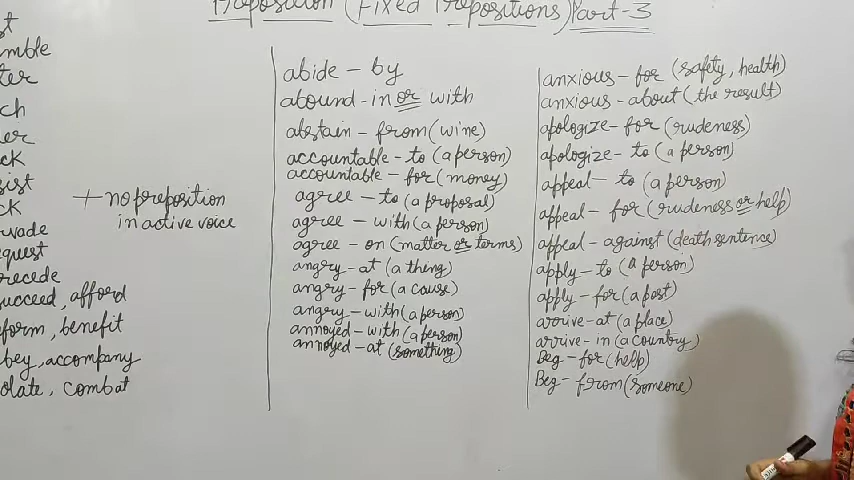 Preposition (Fixed Prepositions) Part-3
mble
ter
ch
sist
vade
quest
recede
ucceed, afford
form, benefit
bey, accompany
olate, combat
+ no preposition
in active voice
abide - by
abound - in or with
abstain - from (wine)
accountable - to (a person)
accountable - for (money)
agree - to (a proposal)
agree - with (a person)
agree - on (matter or terms)
angry - at (a thing)
angry - for (a cause)
angry - with (a person)
annoyed - with (a person)
annoyed - at (something)
anxious - for (safety, health)
anxious - about (the result)
apologize - for (rudeness)
apologize - to (a person)
appeal - to (a person)
appeal - for (rudeness or help)
appeal - against (death sentence)
apply - to (a person)
apply - for (a post)
arrive - at (a place)
arrive - in (a country)
Beg - for (help)
Beg - from (someone)